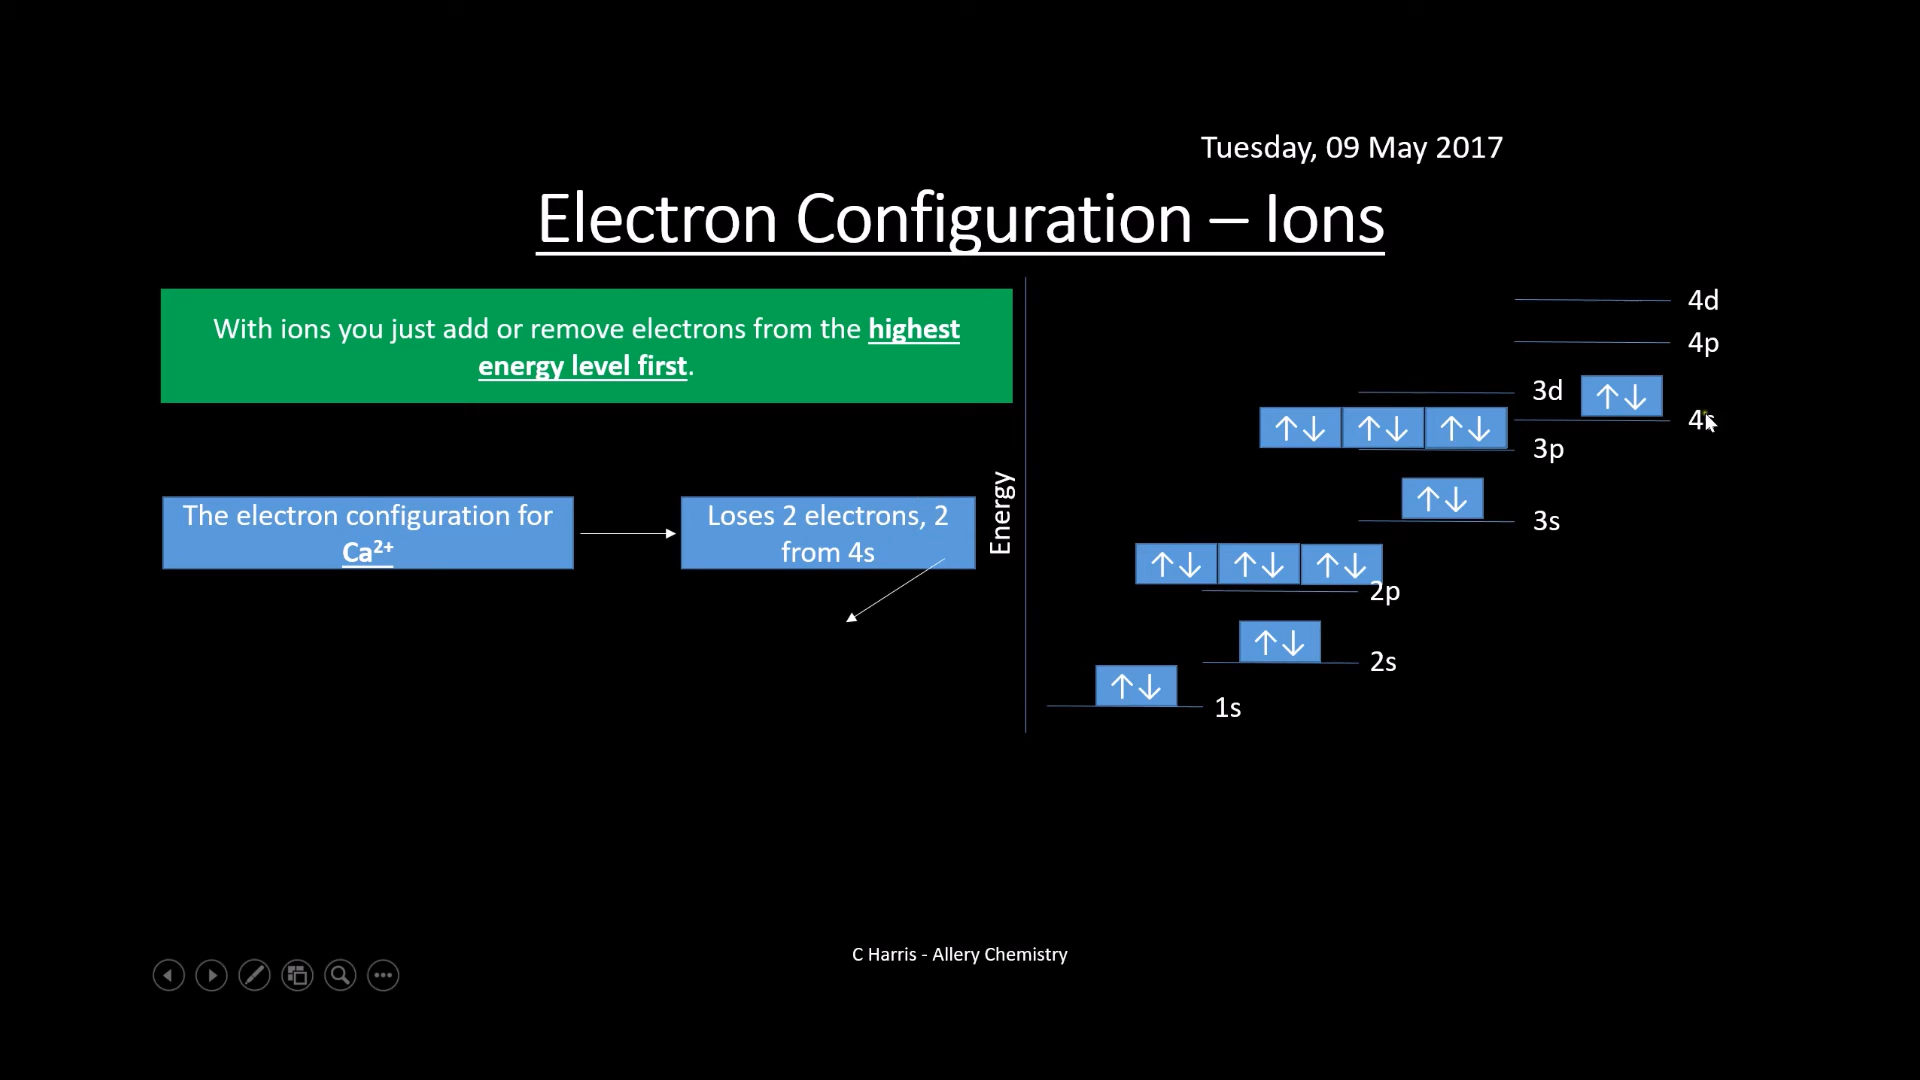 Tuesday, 09 May 2017
Electron Configuration – Ions
With ions you just add or remove electrons from the highest
energy level first.
The electron configuration for
Ca²⁺
Loses 2 electrons, 2
from 4s
Energy
4d
4p
3d
↑↓
4s
↑↓ ↑↓ ↑↓
3p
↑↓
3s
↑↓ ↑↓ ↑↓
2p
↑↓
2s
↑↓
1s
C Harris - Allery Chemistry